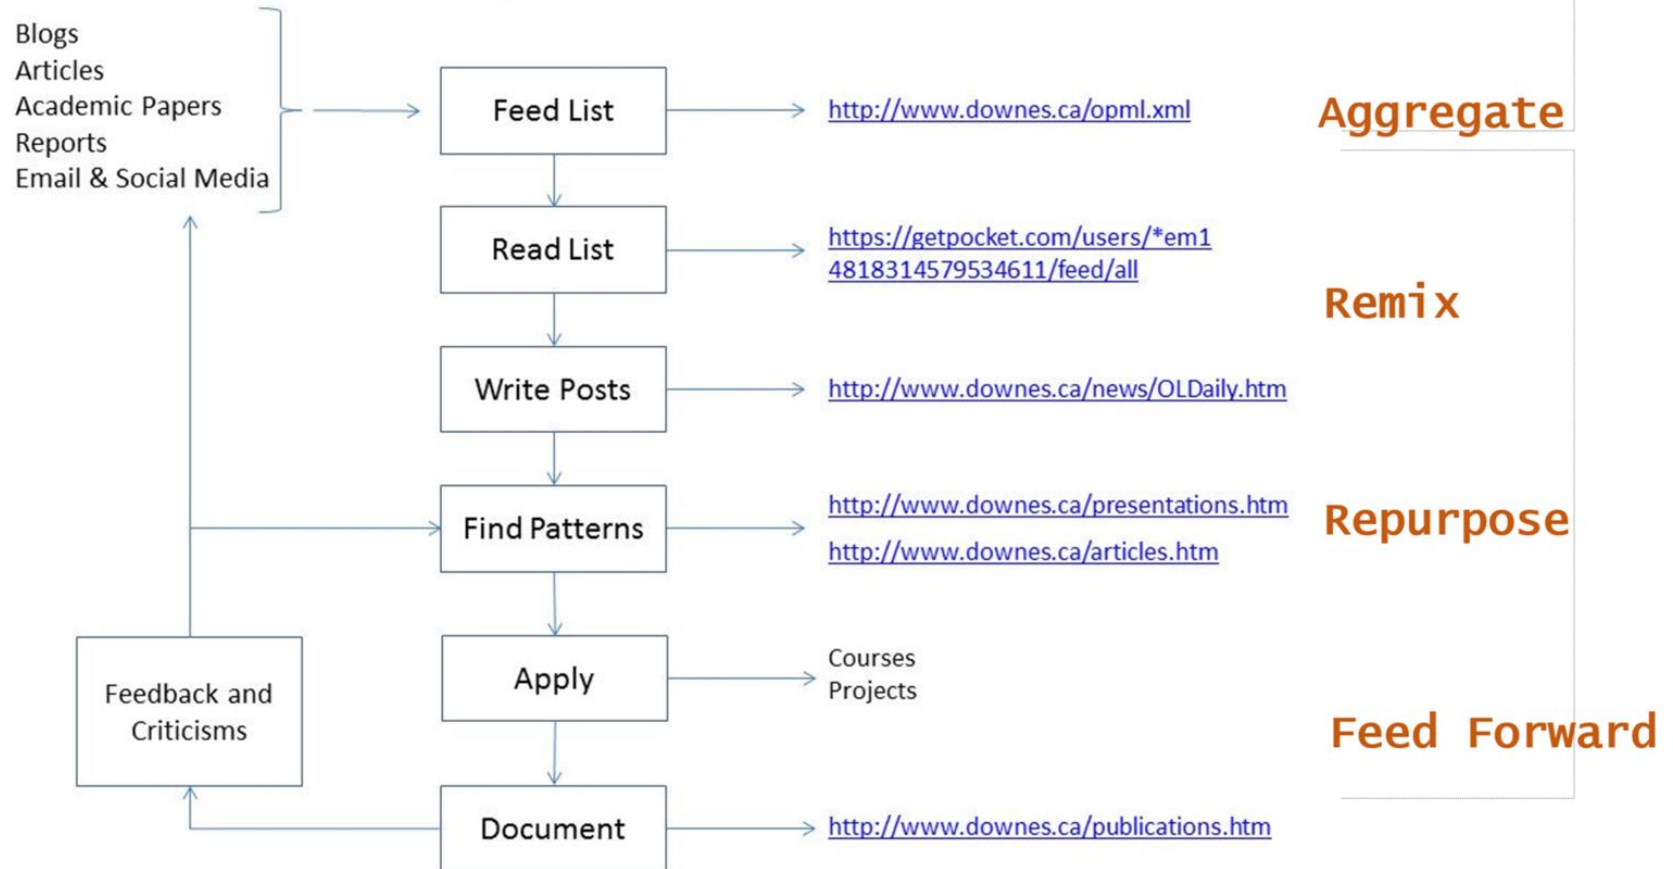 Blogs
Articles
Academic Papers
Reports
Email & Social Media
Feed List
http://www.downes.ca/opml.xml
Aggregate
Read List
https://getpocket.com/users/*em1
4818314579534611/feed/all
Remix
Write Posts
http://www.downes.ca/news/OLDaily.htm
Find Patterns
http://www.downes.ca/presentations.htm
http://www.downes.ca/articles.htm
Repurpose
Feedback and
Criticisms
Apply
Courses
Projects
Feed Forward
Document
http://www.downes.ca/publications.htm